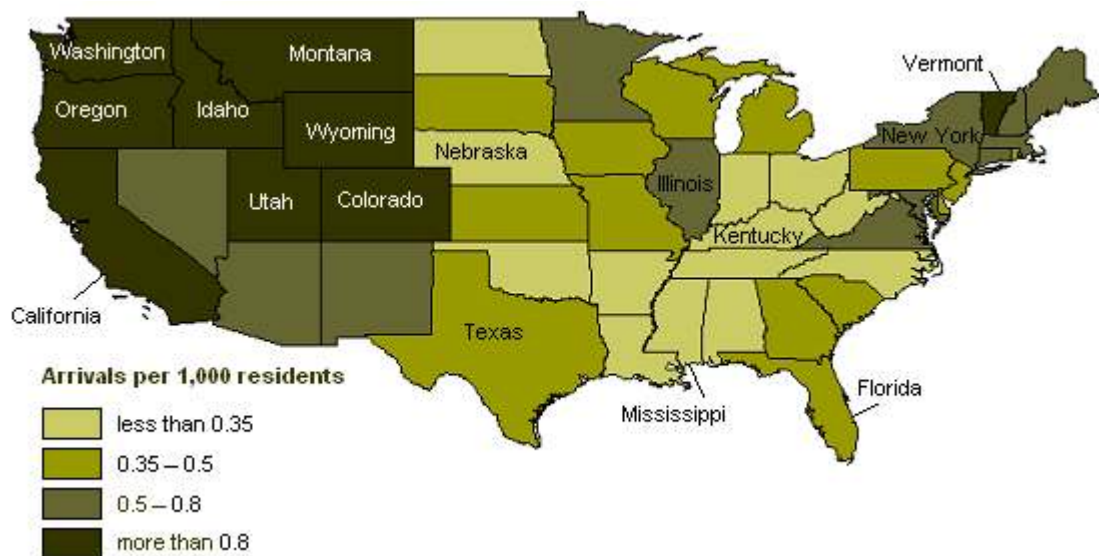 Washington
Montana
Vermont
Oregon
Idaho
Wyoming
New York
Nebraska
Illinois
Utah
Colorado
Kentucky
California
Texas
Arrivals per 1,000 residents
Florida
Mississippi
less than 0.35
0.35 – 0.5
0.5 – 0.8
more than 0.8